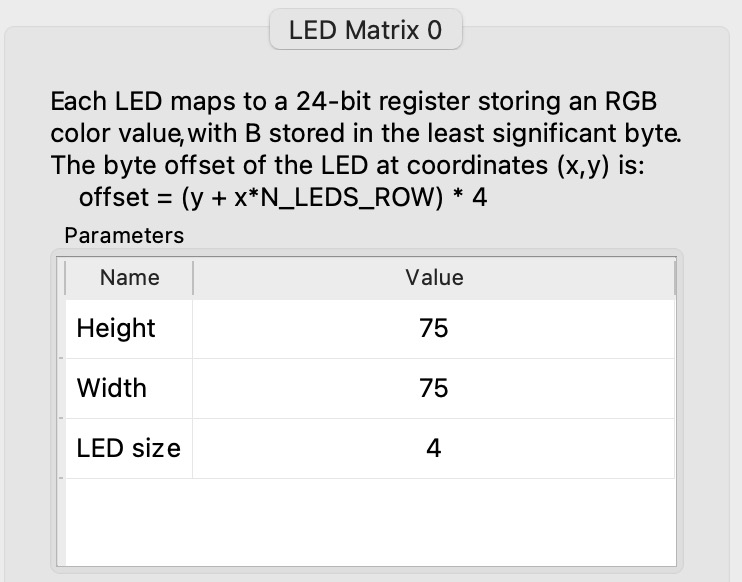 LED Matrix 0
Each LED maps to a 24-bit register storing an RGB
color value,with B stored in the least significant byte.
The byte offset of the LED at coordinates (x,y) is:
offset = (y + x*N_LEDS_ROW) * 4
Parameters
Name Value
Height 75
Width 75
LED size 4